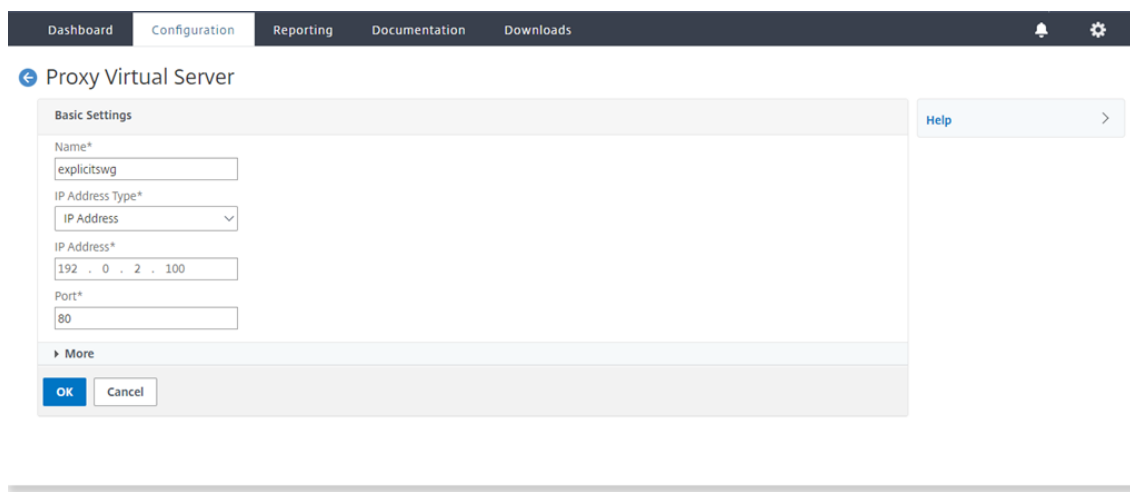 Dashboard Configuration Reporting Documentation Downloads
Proxy Virtual Server
Basic Settings
Help
Name*
explicitswg
IP Address Type*
IP Address
IP Address*
192 . 0 . 2 . 100
Port*
80
More
OK Cancel